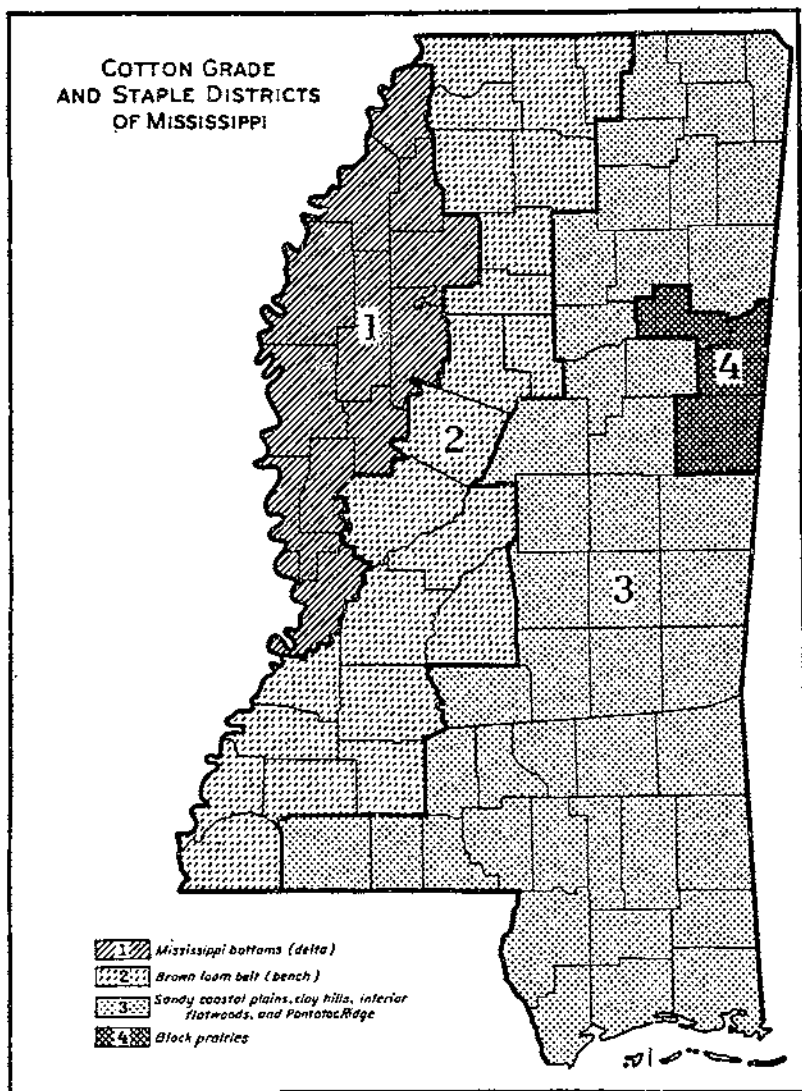 COTTON GRADE
AND STAPLE DISTRICTS
OF MISSISSIPPI
1
4
2
3
1 Mississippi bottoms (delta)
2 Brown loam belt (bench)
3 Sandy coastal plains, clay hills, interior
flatwoods, and Pontotoc Ridge
4 Black prairies